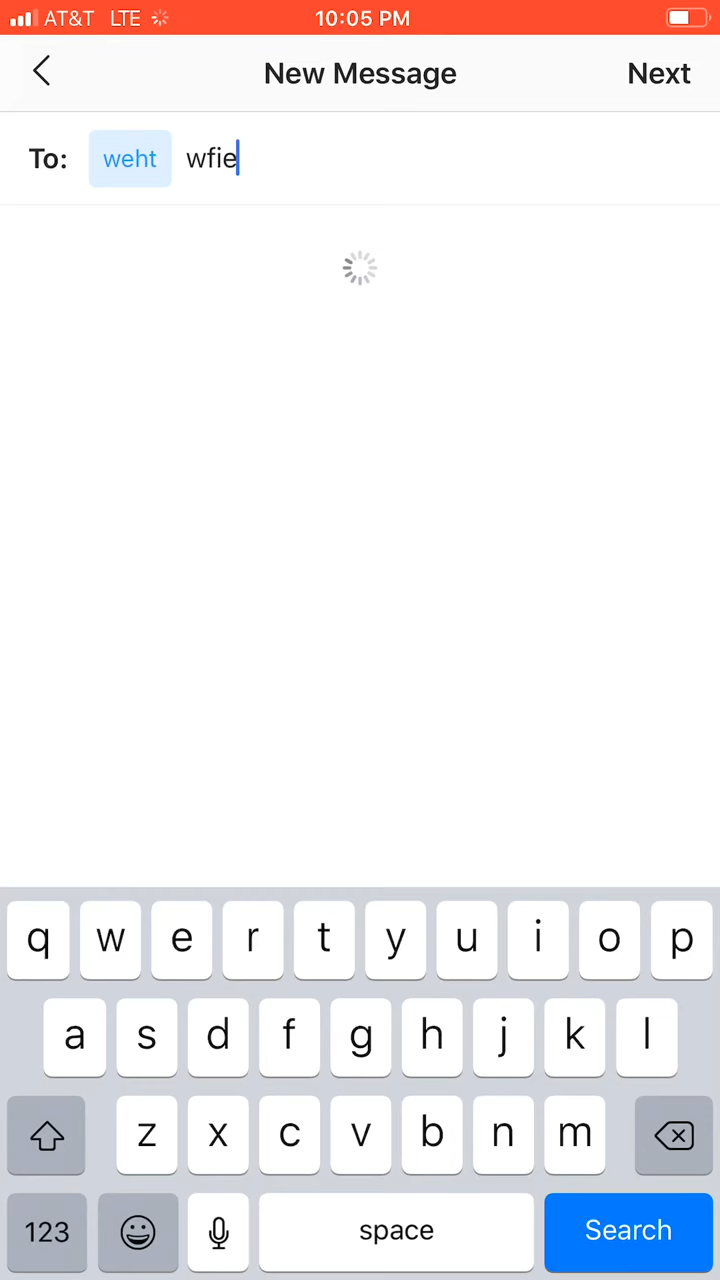 AT&T LTE 10:05 PM
New Message Next
To: weht wfie
q w e r t y u i o p
a s d f g h j k l
z x c v b n m
123 space Search